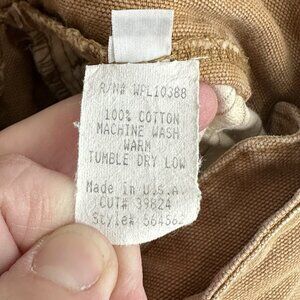 R/N# WPL10388
100% COTTON
MACHINE WASH
WARM
TUMBLE DRY LOW
Made in U.S.A.
CUT# 39824
Style# 56456